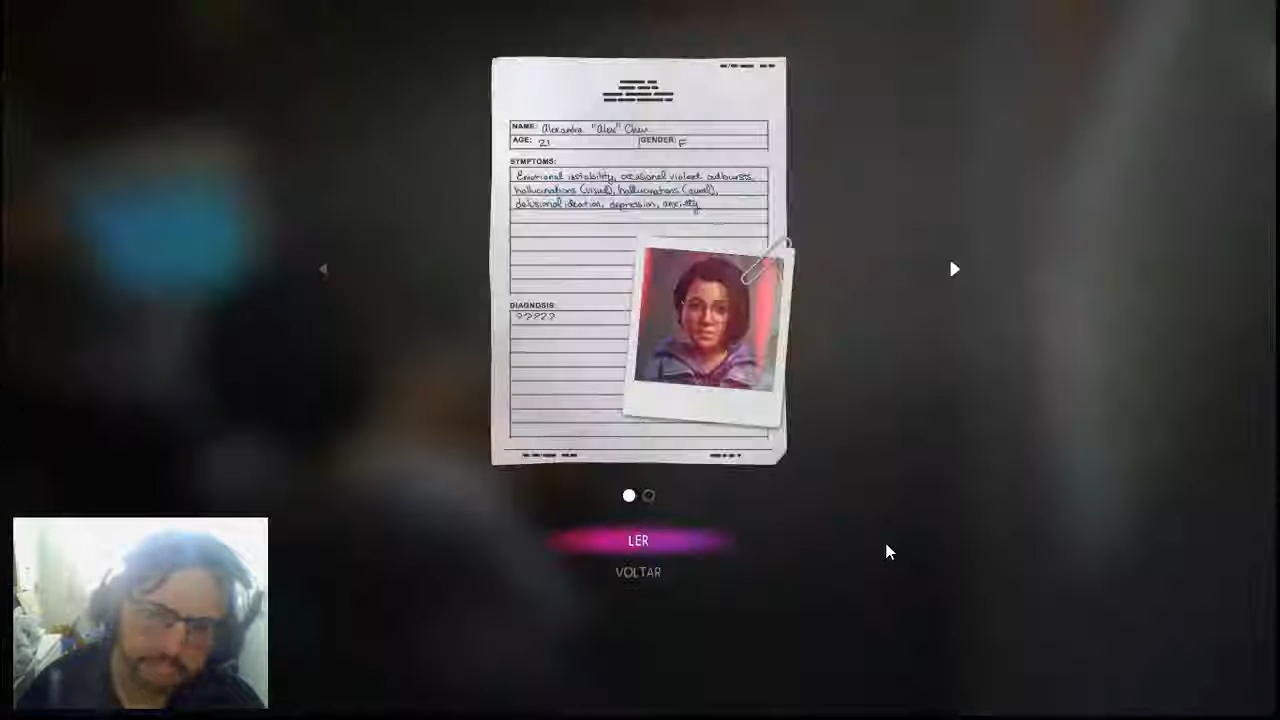 NAME: Alexandra "Alex" Chen
AGE: 21 GENDER: F
SYMPTOMS:
Emotional instability, occasional violent outbursts,
hallucinations (visual), hallucinations (aural),
delusional ideation, depression, anxiety
DIAGNOSIS:
?????
LER
VOLTAR